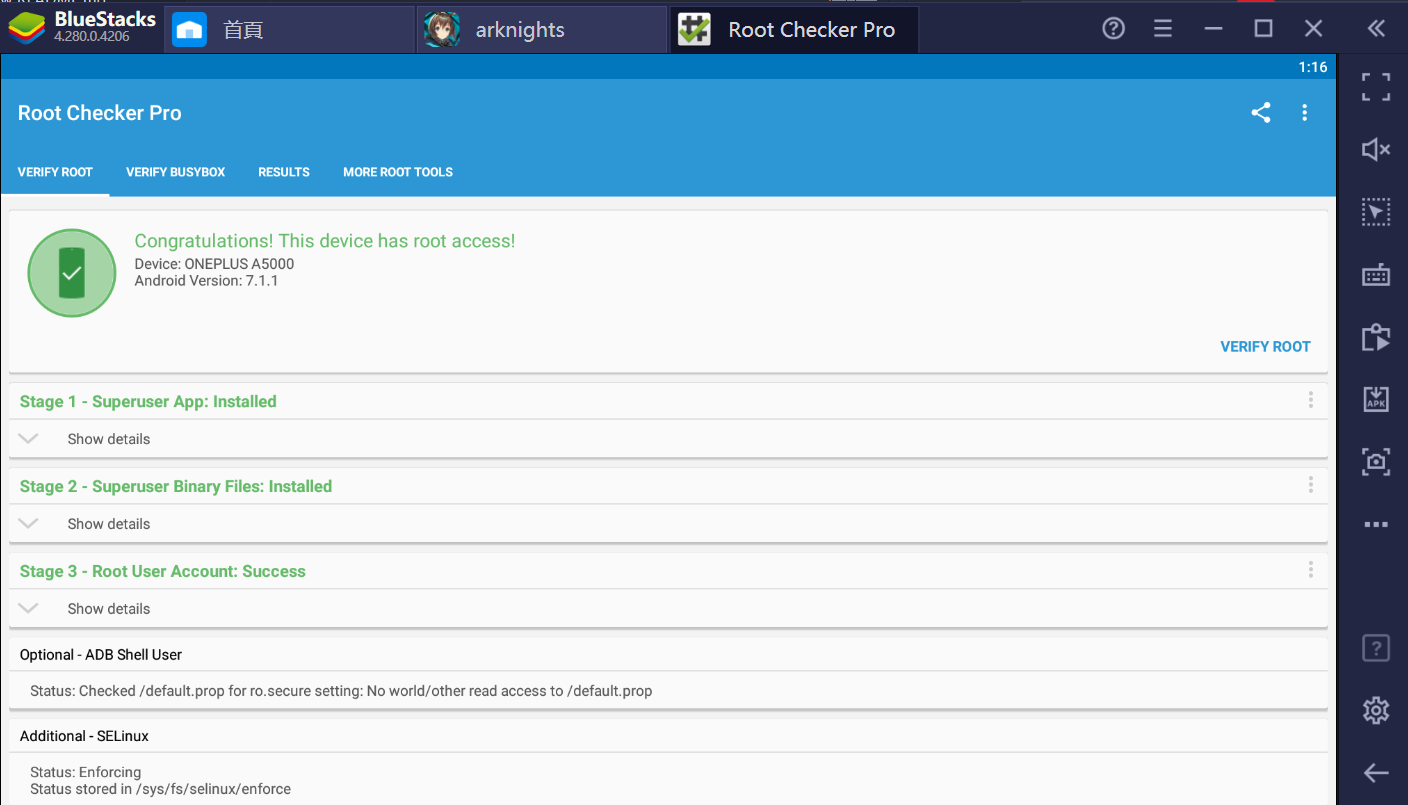 BlueStacks
4.280.0.4206
首頁
arknights
Root Checker Pro
1:16
Root Checker Pro
VERIFY ROOT
VERIFY BUSYBOX
RESULTS
MORE ROOT TOOLS
Congratulations! This device has root access!
Device: ONEPLUS A5000
Android Version: 7.1.1
VERIFY ROOT
Stage 1 - Superuser App: Installed
Show details
Stage 2 - Superuser Binary Files: Installed
Show details
Stage 3 - Root User Account: Success
Show details
Optional - ADB Shell User
Status: Checked /default.prop for ro.secure setting: No world/other read access to /default.prop
Additional - SELinux
Status: Enforcing
Status stored in /sys/fs/selinux/enforce
APK